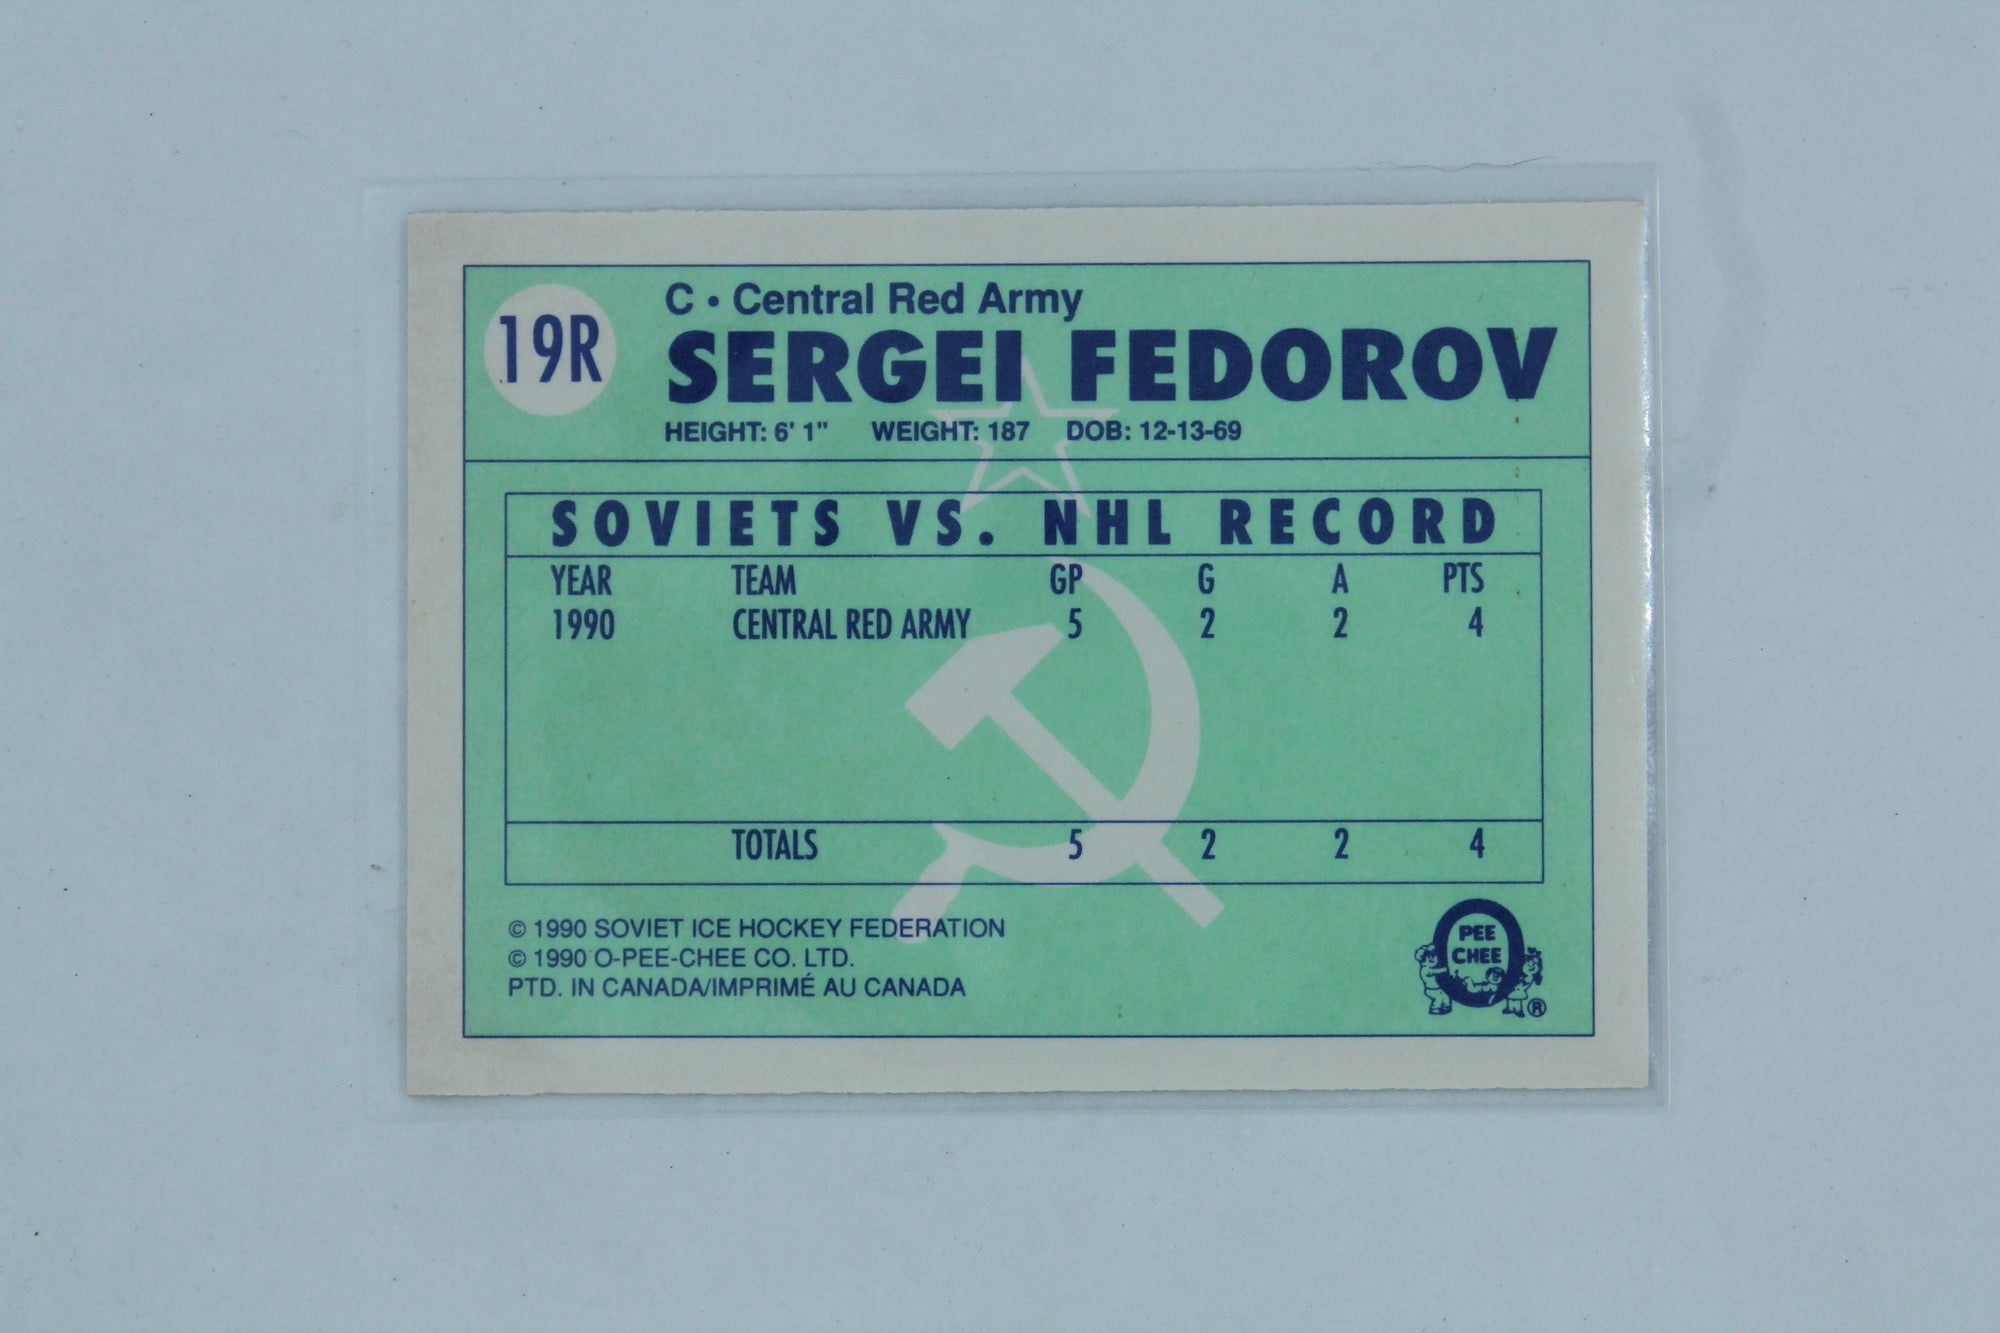 19R
C • Central Red Army
SERGEI FEDOROV
HEIGHT: 6' 1" WEIGHT: 187 DOB: 12-13-69
SOVIETS VS. NHL RECORD
YEAR TEAM GP G A PTS
1990 CENTRAL RED ARMY 5 2 2 4
TOTALS 5 2 2 4
© 1990 SOVIET ICE HOCKEY FEDERATION
© 1990 O-PEE-CHEE CO. LTD.
PTD. IN CANADA/IMPRIMÉ AU CANADA
O
PEE
CHEE
®